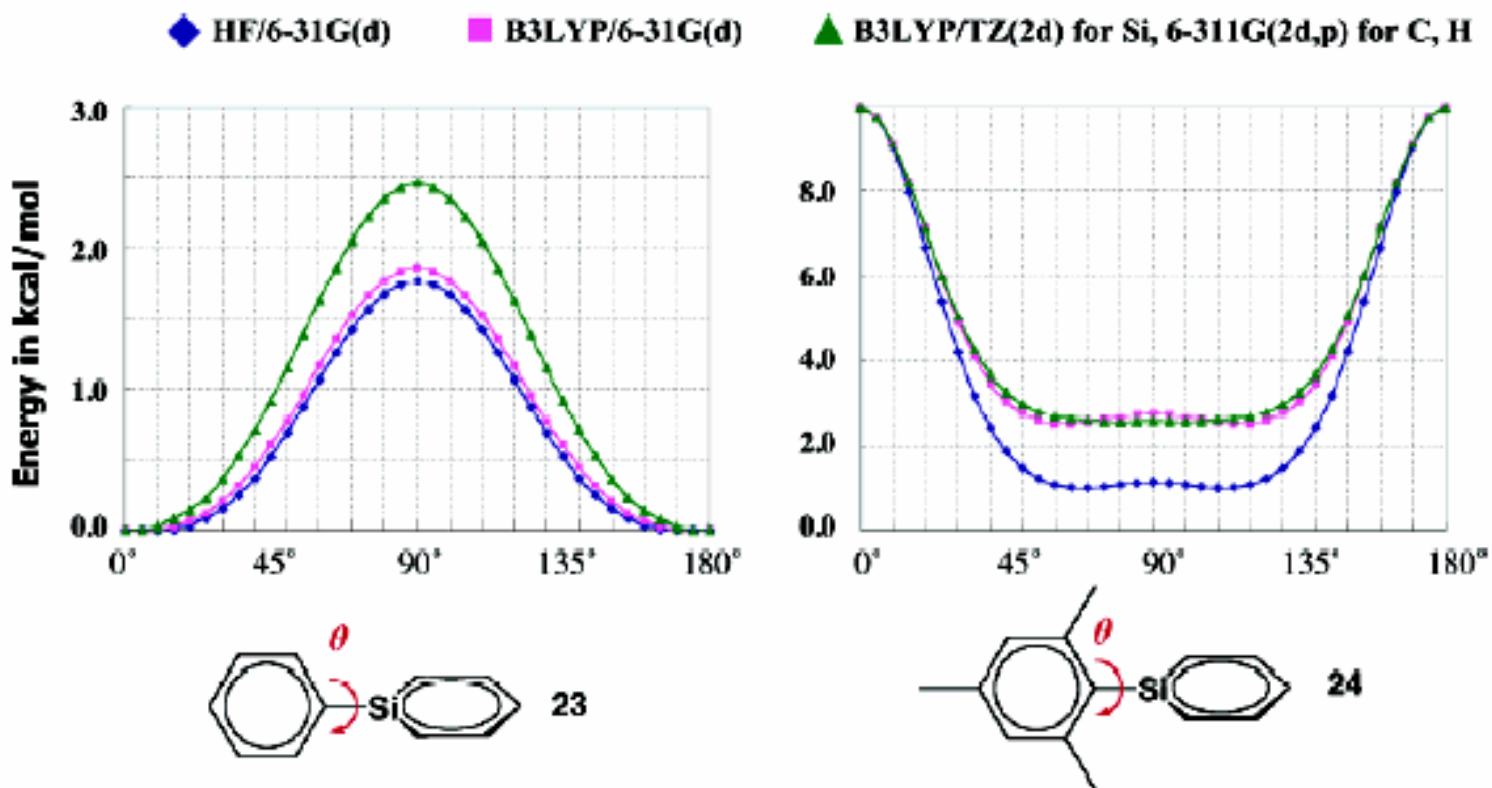 HF/6-31G(d) B3LYP/6-31G(d) B3LYP/TZ(2d) for Si, 6-311G(2d,p) for C, H
Energy in kcal/mol
3.0
2.0
1.0
0.0
0° 45° 90° 135° 180°
8.0
6.0
4.0
2.0
0.0
0° 45° 90° 135° 180°
θ
Si
23
θ
Si
24